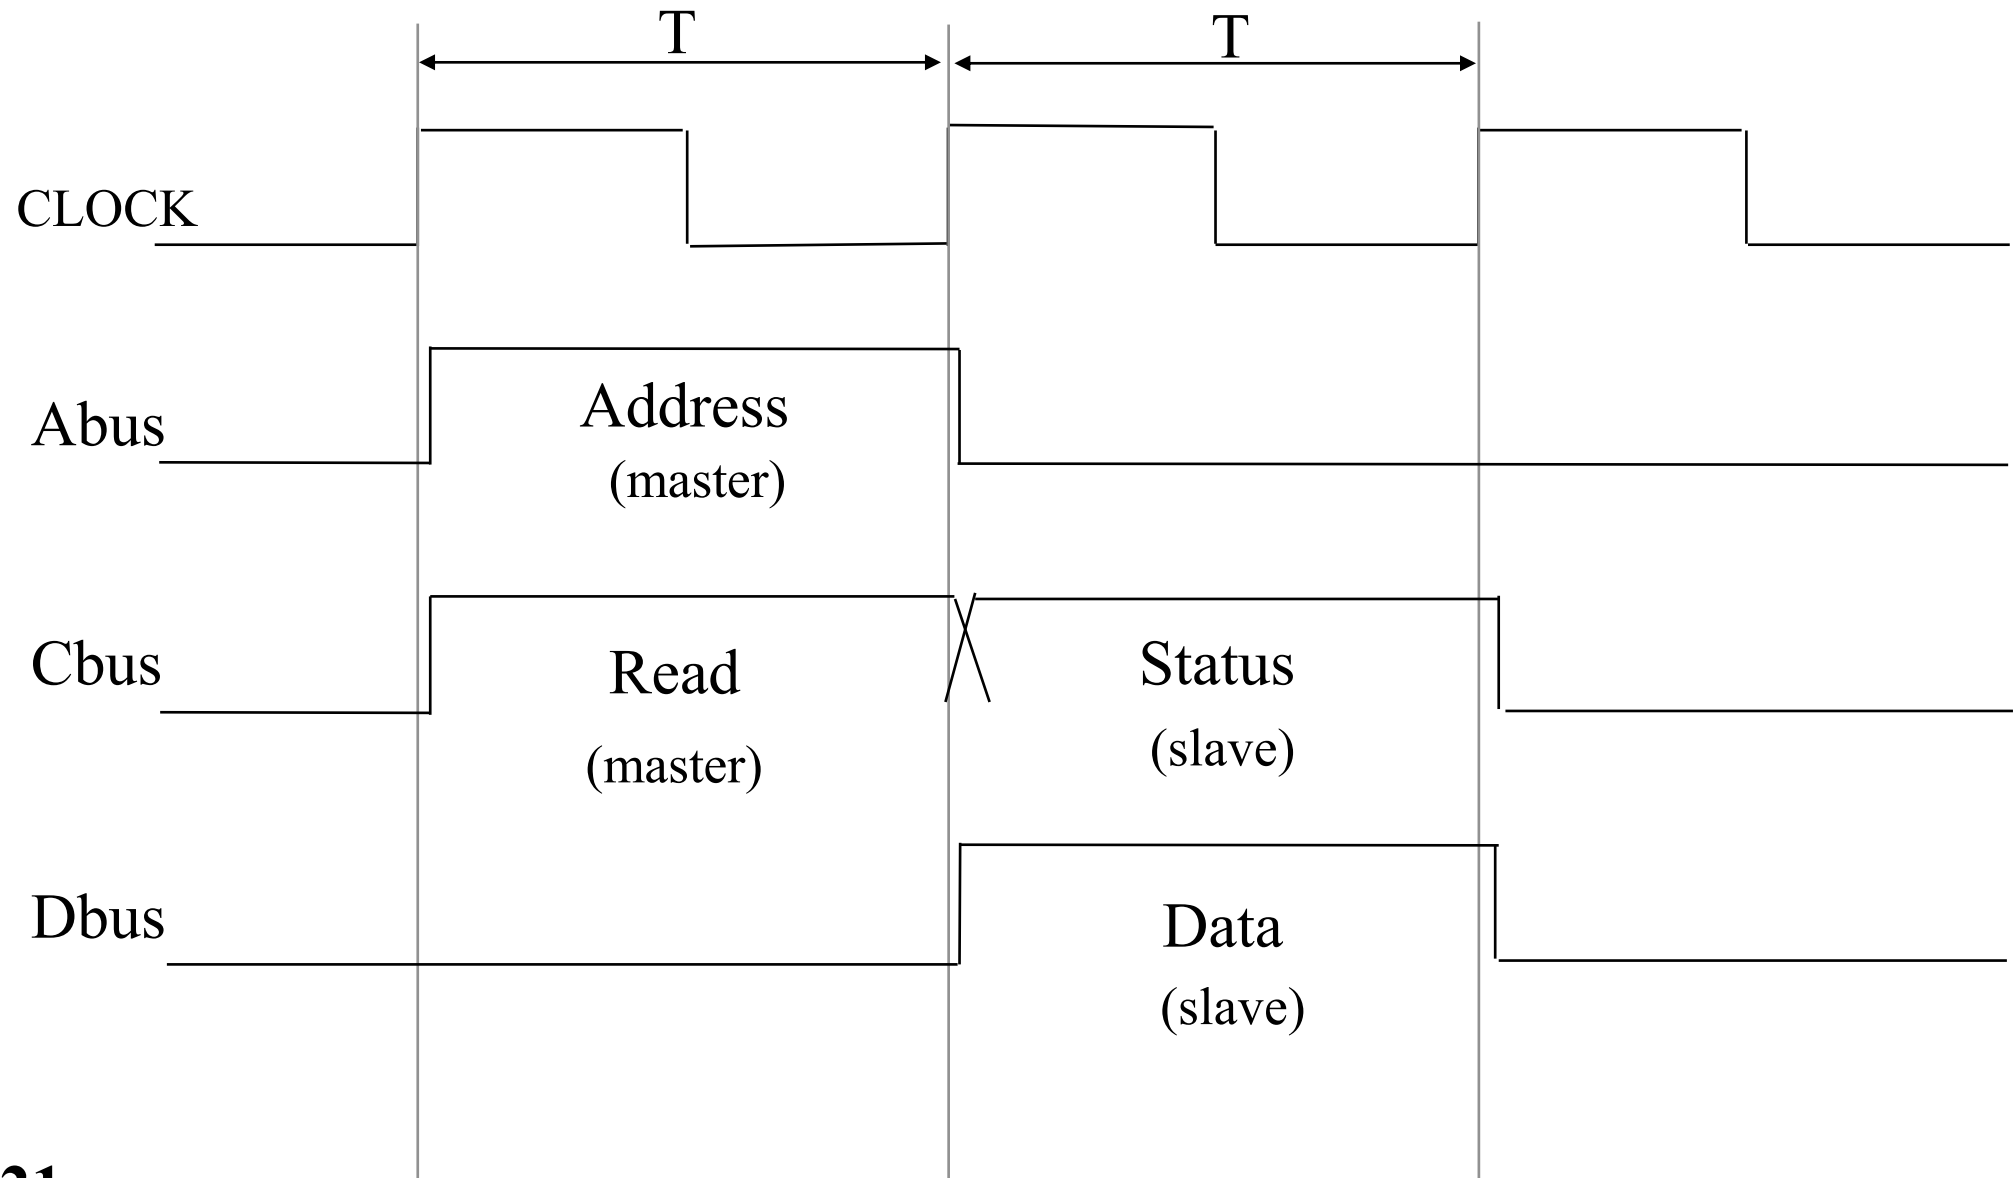 T T
CLOCK
Abus Address
(master)
Cbus Read Status
(master) (slave)
Dbus Data
(slave)